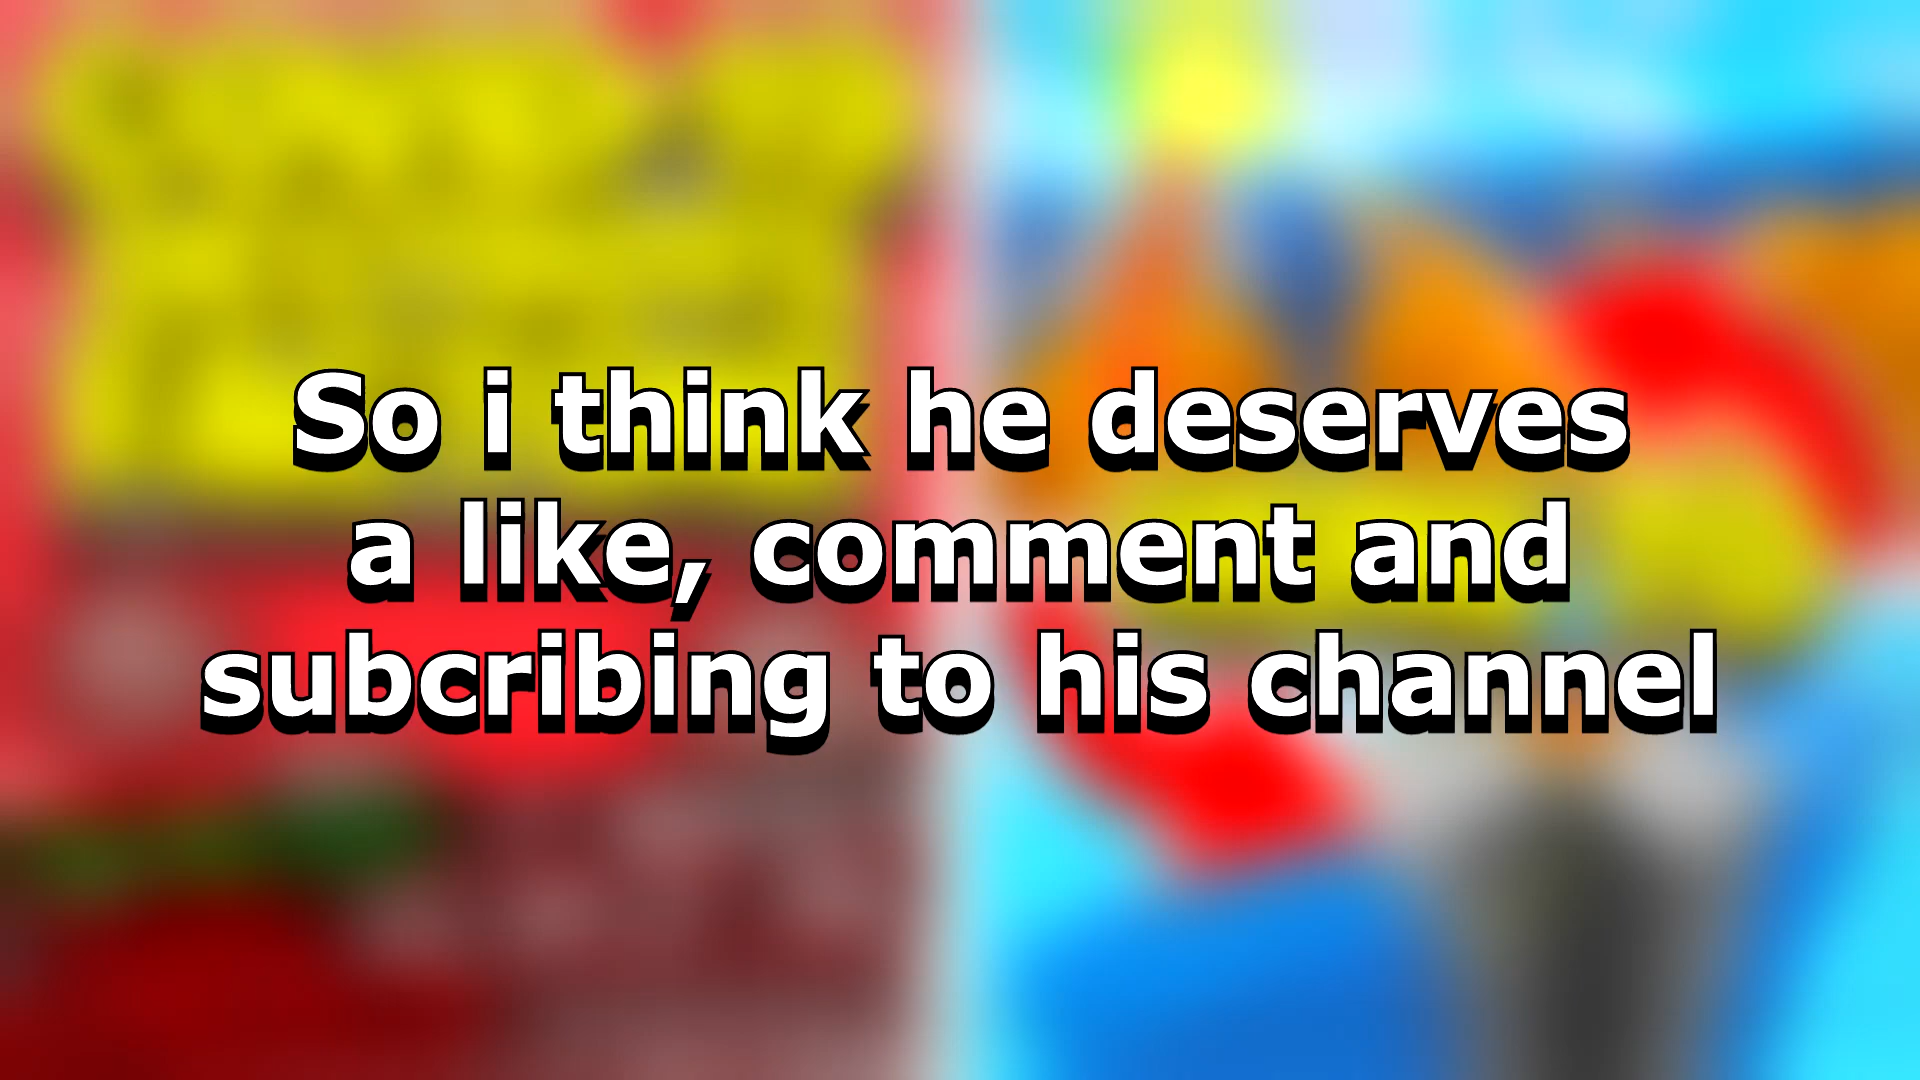 So i think he deserves
a like, comment and
subcribing to his channel